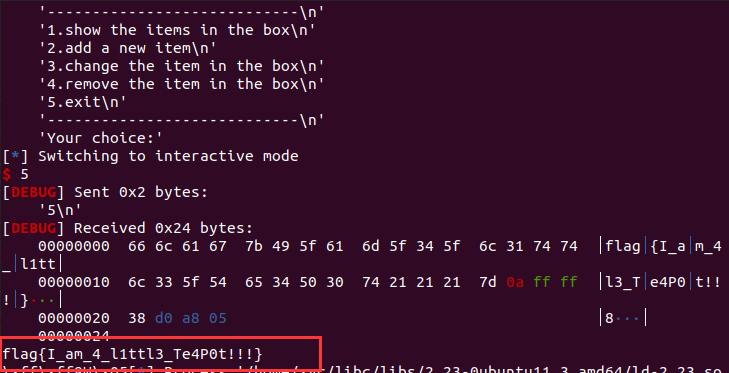 '----------------------------\n'
'1.show the items in the box\n'
'2.add a new item\n'
'3.change the item in the box\n'
'4.remove the item in the box\n'
'5.exit\n'
'----------------------------\n'
'Your choice:'
[*] Switching to interactive mode
$ 5
[DEBUG] Sent 0x2 bytes:
'5\n'
[DEBUG] Received 0x24 bytes:
00000000  66 6c 61 67  7b 49 5f 61  6d 5f 34 5f  6c 31 74 74  │flag│{I_a│m_4
_│l1tt│
00000010  6c 33 5f 54  65 34 50 30  74 21 21 21  7d 0a ff ff  │l3_T│e4P0│t!!
!│}···│
00000020  38 d0 a8 05  │8···│
00000024
flag{I_am_4_l1ttl3_Te4P0t!!!}